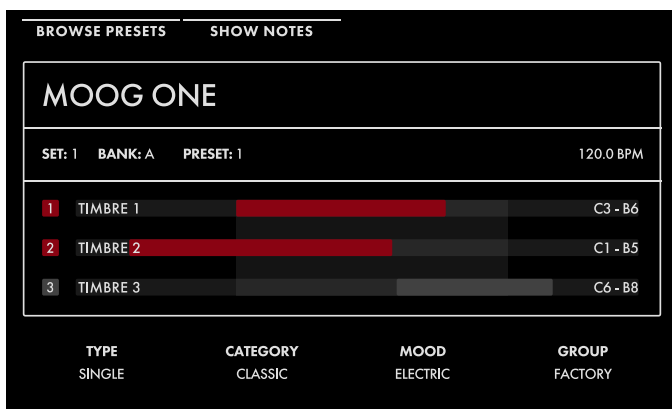 BROWSE PRESETS SHOW NOTES
MOOG ONE
SET: 1 BANK: A PRESET: 1 120.0 BPM
1 TIMBRE 1 C3 - B6
2 TIMBRE 2 C1 - B5
3 TIMBRE 3 C6 - B8
TYPE CATEGORY MOOD GROUP
SINGLE CLASSIC ELECTRIC FACTORY